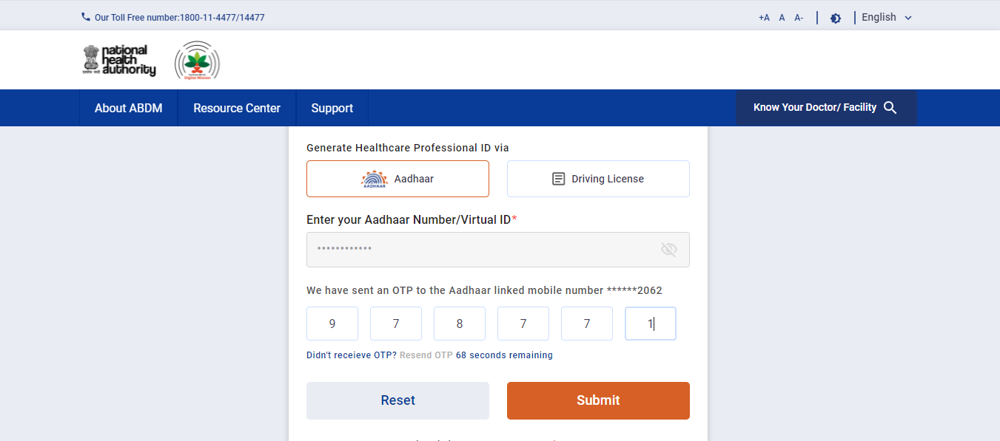 Our Toll Free number:1800-11-4477/14477
+A A A- English
national
health
authority
Digital Mission
About ABDM Resource Center Support Know Your Doctor/ Facility
Generate Healthcare Professional ID via
AADHAAR Aadhaar Driving License
Enter your Aadhaar Number/Virtual ID*
••••••••••••
We have sent an OTP to the Aadhaar linked mobile number ******2062
9 7 8 7 7 1
Didn't receieve OTP? Resend OTP 68 seconds remaining
Reset Submit